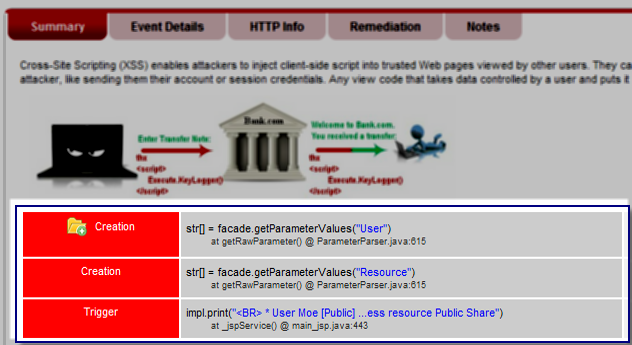 Summary
Event Details
HTTP Info
Remediation
Notes
Cross-Site Scripting (XSS) enables attackers to inject client-side script into trusted Web pages viewed by other users. They ca
attacker, like sending them their account or session credentials. Any view code that takes data controlled by a user and puts it
Enter Transfer Note:
the
<script>
Execute.KeyLogger()
</script>
Bank.com
Welcome to Bank.com.
You received a transfer:
the
<script>
Execute.KeyLogger()
</script>
Creation
str[] = facade.getParameterValues("User")
at getRawParameter() @ ParameterParser.java:615
Creation
str[] = facade.getParameterValues("Resource")
at getRawParameter() @ ParameterParser.java:615
Trigger
impl.print("<BR> * User Moe [Public] ...ess resource Public Share")
at _jspService() @ main_jsp.java:443